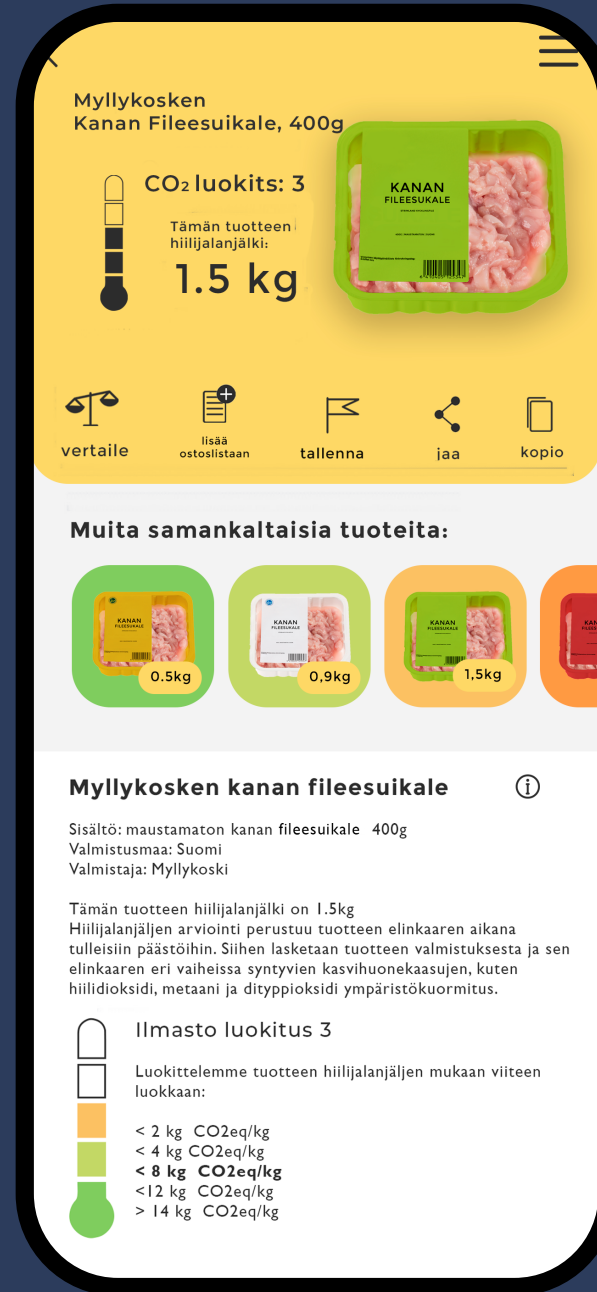 Myllykosken
Kanan Fileesuikale, 400g
CO2 luokits: 3
Tämän tuotteen
hiilijalanjälki:
1.5 kg
KANAN
FILEESUKALE
vertaile
lisää
ostoslistaan
tallenna
jaa
kopio
Muita samankaltaisia tuoteita:
KANAN
FILEESUKALE
0.5kg
KANAN
FILEESUKALE
0,9kg
KANAN
FILEESUKALE
1,5kg
KAN
Myllykosken kanan fileesuikale
Sisältö: maustamaton kanan fileesuikale 400g
Valmistusmaa: Suomi
Valmistaja: Myllykoski
Tämän tuotteen hiilijalanjälki on 1.5kg
Hiilijalanjäljen arviointi perustuu tuotteen elinkaaren aikana
tulleisiin päästöihin. Siihen lasketaan tuotteen valmistuksesta ja sen
elinkaaren eri vaiheissa syntyvien kasvihuonekaasujen, kuten
hiilidioksidi, metaani ja dityppioksidi ympäristökuormitus.
Ilmasto luokitus 3
Luokittelemme tuotteen hiilijalanjäljen mukaan viiteen
luokkaan:
< 2 kg CO2eq/kg
< 4 kg CO2eq/kg
< 8 kg CO2eq/kg
<12 kg CO2eq/kg
> 14 kg CO2eq/kg